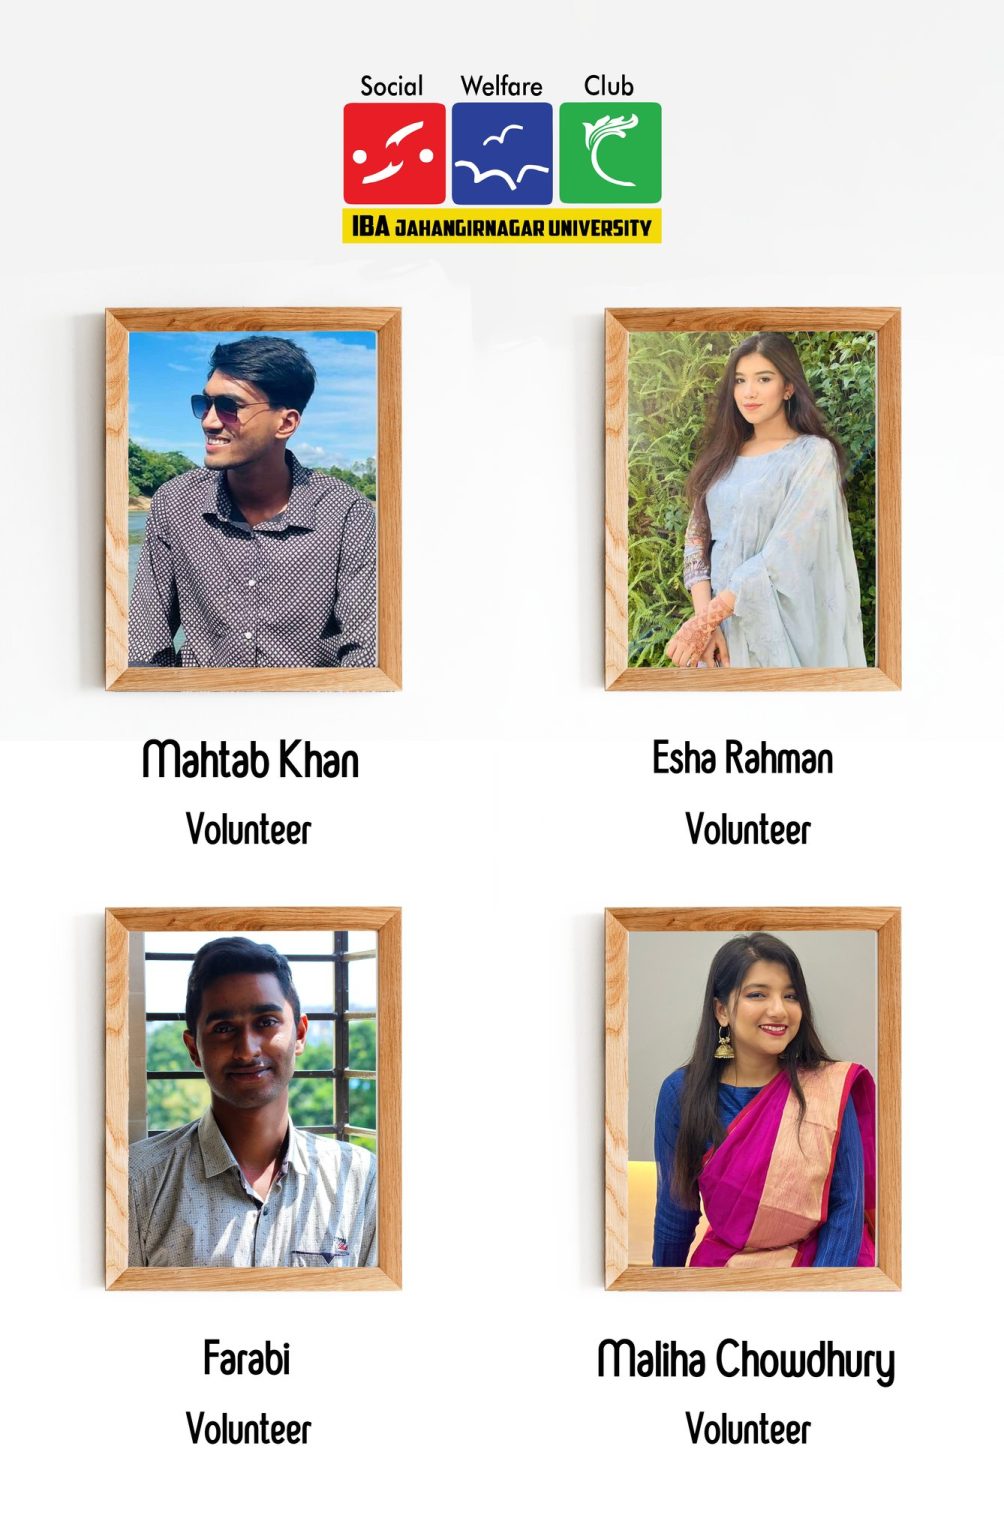 Social Welfare Club
IBA JAHANGIRNAGAR UNIVERSITY
Mahtab Khan
Volunteer
Esha Rahman
Volunteer
Farabi
Volunteer
Maliha Chowdhury
Volunteer